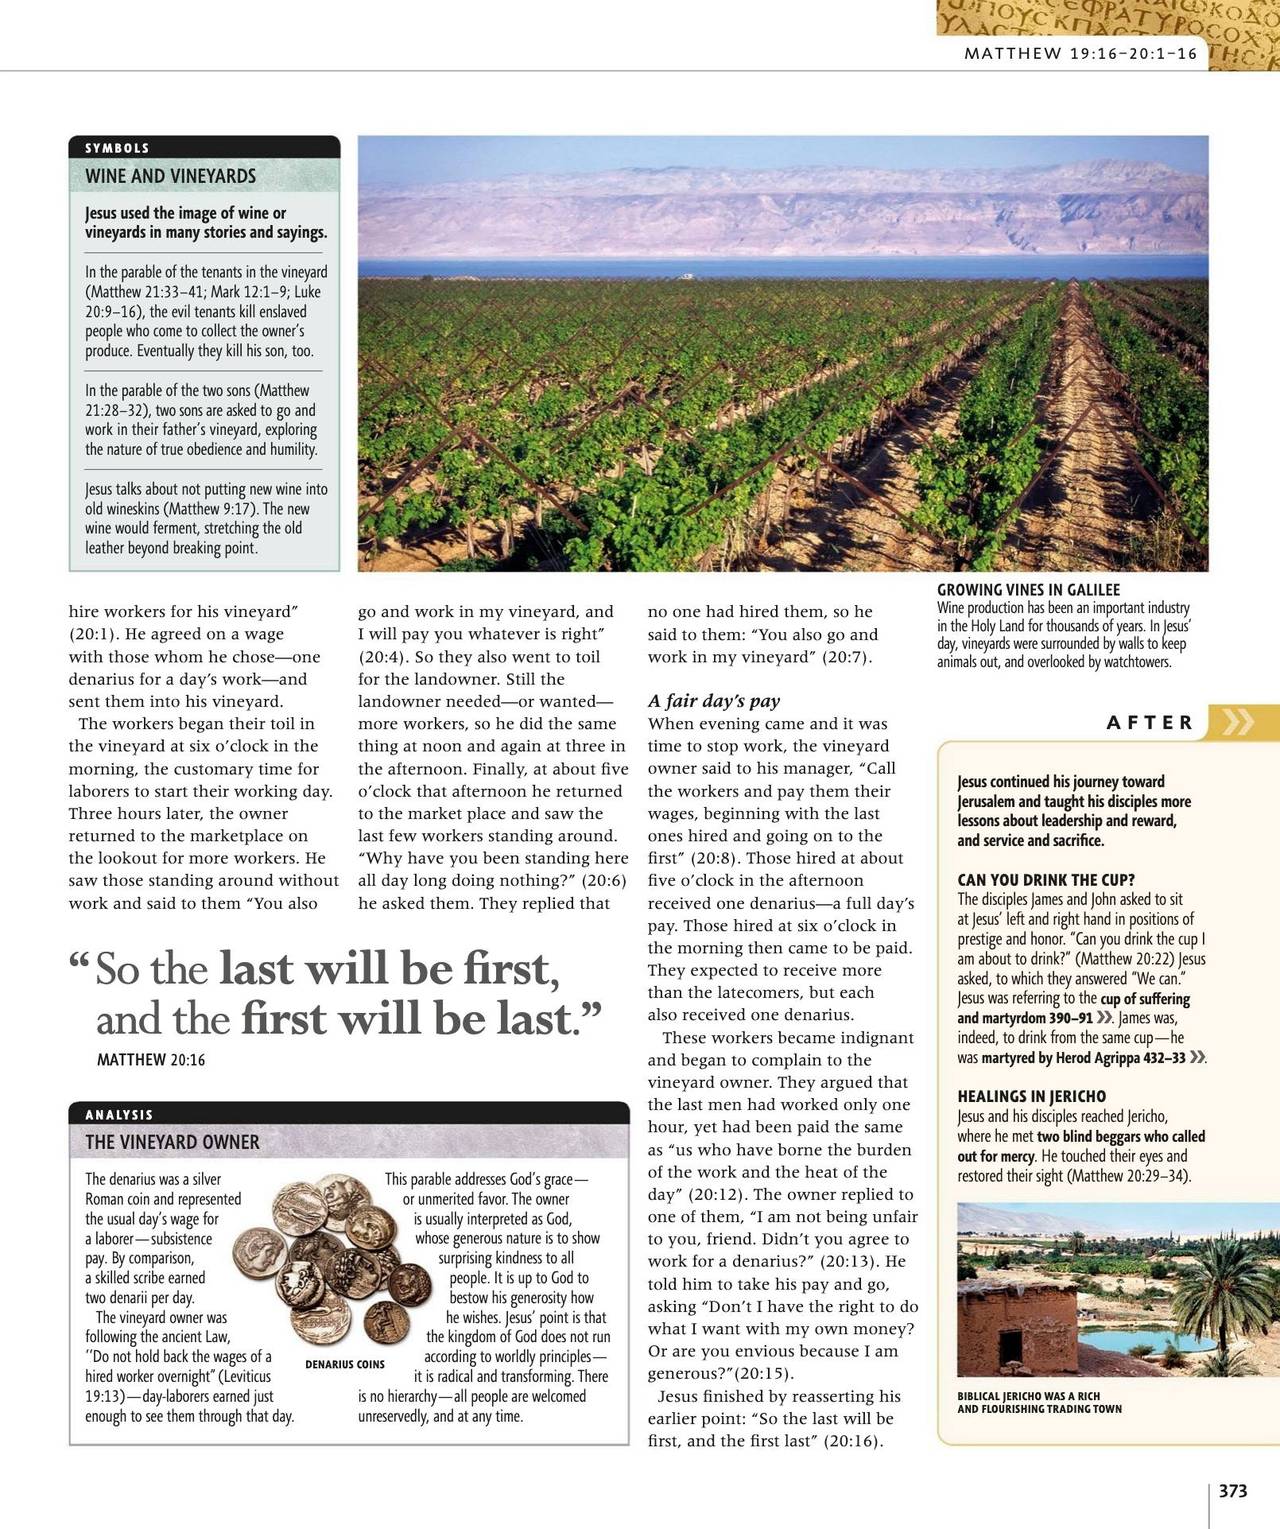 MATTHEW 19:16–20:1–16
SYMBOLS
WINE AND VINEYARDS
Jesus used the image of wine or
vineyards in many stories and sayings.
In the parable of the tenants in the vineyard
(Matthew 21:33–41; Mark 12:1–9; Luke
20:9–16), the evil tenants kill enslaved
people who come to collect the owner’s
produce. Eventually they kill his son, too.
In the parable of the two sons (Matthew
21:28–32), two sons are asked to go and
work in their father’s vineyard, exploring
the nature of true obedience and humility.
Jesus talks about not putting new wine into
old wineskins (Matthew 9:17). The new
wine would ferment, stretching the old
leather beyond breaking point.
GROWING VINES IN GALILEE
Wine production has been an important industry
in the Holy Land for thousands of years. In Jesus’
day, vineyards were surrounded by walls to keep
animals out, and overlooked by watchtowers.
hire workers for his vineyard”
(20:1). He agreed on a wage
with those whom he chose—one
denarius for a day’s work—and
sent them into his vineyard.
The workers began their toil in
the vineyard at six o’clock in the
morning, the customary time for
laborers to start their working day.
Three hours later, the owner
returned to the marketplace on
the lookout for more workers. He
saw those standing around without
work and said to them “You also
go and work in my vineyard, and
I will pay you whatever is right”
(20:4). So they also went to toil
for the landowner. Still the
landowner needed—or wanted—
more workers, so he did the same
thing at noon and again at three in
the afternoon. Finally, at about five
o’clock that afternoon he returned
to the market place and saw the
last few workers standing around.
“Why have you been standing here
all day long doing nothing?” (20:6)
he asked them. They replied that
no one had hired them, so he
said to them: “You also go and
work in my vineyard” (20:7).
A fair day’s pay
When evening came and it was
time to stop work, the vineyard
owner said to his manager, “Call
the workers and pay them their
wages, beginning with the last
ones hired and going on to the
first” (20:8). Those hired at about
five o’clock in the afternoon
received one denarius—a full day’s
pay. Those hired at six o’clock in
the morning then came to be paid.
They expected to receive more
than the latecomers, but each
also received one denarius.
These workers became indignant
and began to complain to the
vineyard owner. They argued that
the last men had worked only one
hour, yet had been paid the same
as “us who have borne the burden
of the work and the heat of the
day” (20:12). The owner replied to
one of them, “I am not being unfair
to you, friend. Didn’t you agree to
work for a denarius?” (20:13). He
told him to take his pay and go,
asking “Don’t I have the right to do
what I want with my own money?
Or are you envious because I am
generous?”(20:15).
Jesus finished by reasserting his
earlier point: “So the last will be
first, and the first last” (20:16).
“So the last will be first,
and the first will be last.”
MATTHEW 20:16
ANALYSIS
THE VINEYARD OWNER
The denarius was a silver
Roman coin and represented
the usual day’s wage for
a laborer—subsistence
pay. By comparison,
a skilled scribe earned
two denarii per day.
The vineyard owner was
following the ancient Law,
‘‘Do not hold back the wages of a
hired worker overnight” (Leviticus
19:13)—day-laborers earned just
enough to see them through that day.
DENARIUS COINS
This parable addresses God’s grace—
or unmerited favor. The owner
is usually interpreted as God,
whose generous nature is to show
surprising kindness to all
people. It is up to God to
bestow his generosity how
he wishes. Jesus’ point is that
the kingdom of God does not run
according to worldly principles—
it is radical and transforming. There
is no hierarchy—all people are welcomed
unreservedly, and at any time.
AFTER »
Jesus continued his journey toward
Jerusalem and taught his disciples more
lessons about leadership and reward,
and service and sacrifice.
CAN YOU DRINK THE CUP?
The disciples James and John asked to sit
at Jesus’ left and right hand in positions of
prestige and honor. “Can you drink the cup I
am about to drink?” (Matthew 20:22) Jesus
asked, to which they answered “We can.”
Jesus was referring to the cup of suffering
and martyrdom 390–91 ». James was,
indeed, to drink from the same cup—he
was martyred by Herod Agrippa 432–33 ».
HEALINGS IN JERICHO
Jesus and his disciples reached Jericho,
where he met two blind beggars who called
out for mercy. He touched their eyes and
restored their sight (Matthew 20:29–34).
BIBLICAL JERICHO WAS A RICH
AND FLOURISHING TRADING TOWN
373